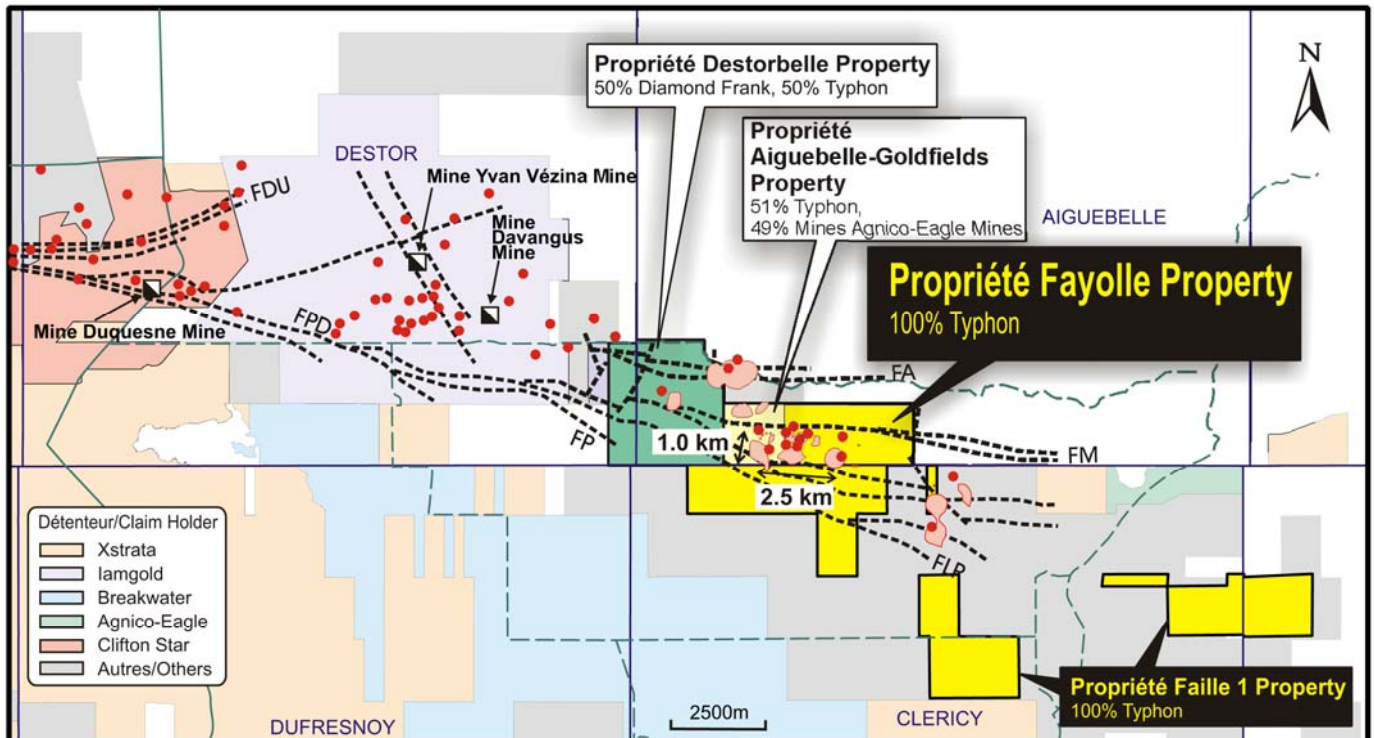 Propriété Destorbelle Property
50% Diamond Frank, 50% Typhon
N
Propriété
Aiguebelle-Goldfields
Property
51% Typhon,
49% Mines Agnico-Eagle Mines
DESTOR
Mine Yvan Vézina Mine
Mine
Davangus
Mine
AIGUEBELLE
FDU
Propriété Fayolle Property
100% Typhon
Mine Duquesne Mine
FPD
FA
FP
1.0 km
FM
2.5 km
FLR
Détenteur/Claim Holder
Xstrata
Iamgold
Breakwater
Agnico-Eagle
Clifton Star
Autres/Others
Propriété Faille 1 Property
100% Typhon
2500m
DUFRESNOY
CLERICY